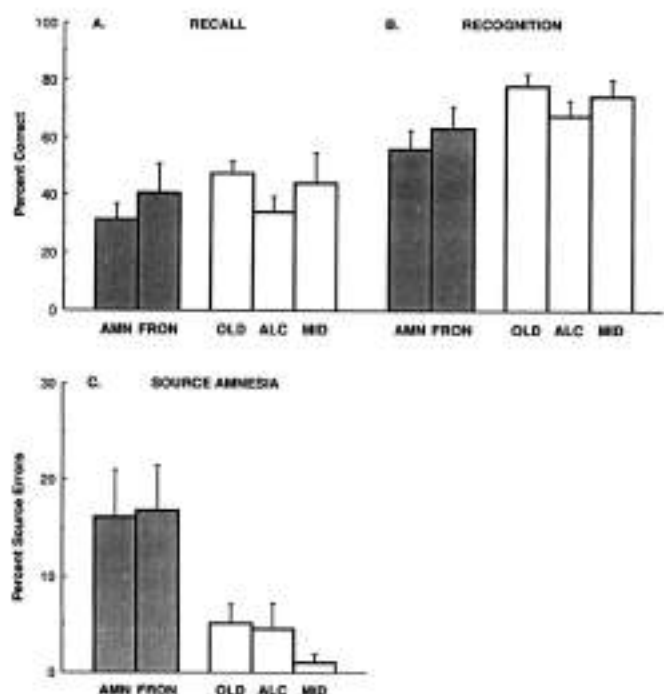 A. RECALL
B. RECOGNITION
Percent Correct
100
80
60
40
20
0
AMN FRON OLD ALC MID
AMN FRON OLD ALC MID
C. SOURCE AMNESIA
Percent Source Errors
30
20
10
0
AMN FRON OLD ALC MID